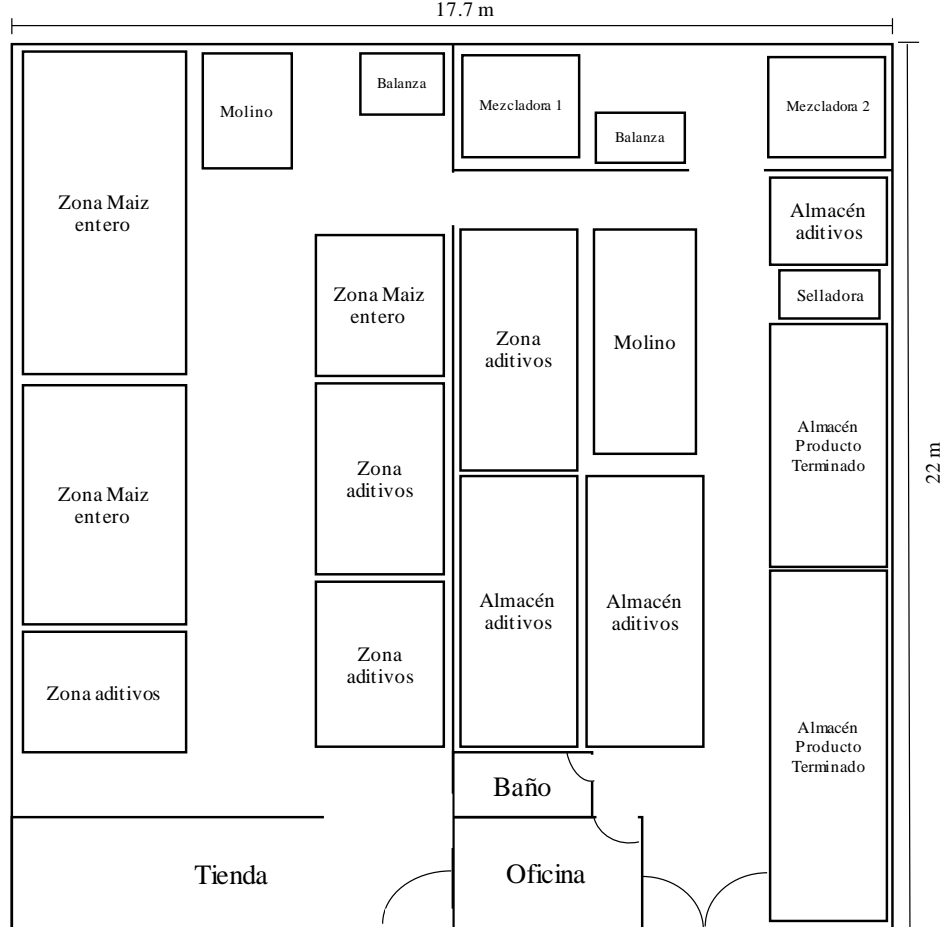 17.7 m
Molino
Balanza
Mezcladora 1
Balanza
Mezcladora 2
Zona Maiz
entero
Almacén
aditivos
Zona Maiz
entero
Selladora
Zona
aditivos
Molino
Almacén
Producto
Terminado
22 m
Zona Maiz
entero
Zona
aditivos
Almacén
aditivos
Almacén
aditivos
Zona aditivos
Zona
aditivos
Almacén
Producto
Terminado
Baño
Tienda
Oficina